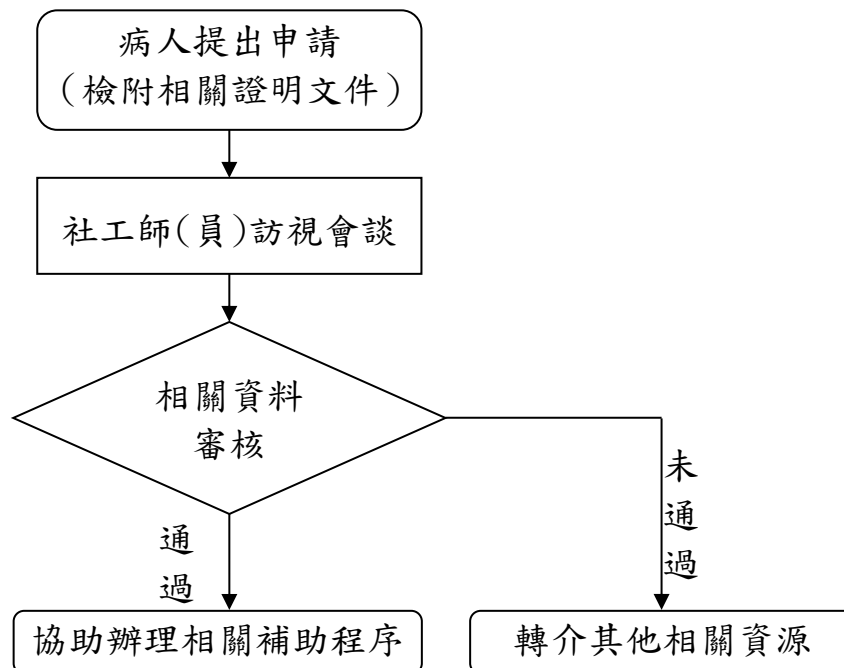 病人提出申請
(檢附相關證明文件)
社工師(員)訪視會談
相關資料
審核
通過
未通過
協助辦理相關補助程序
轉介其他相關資源